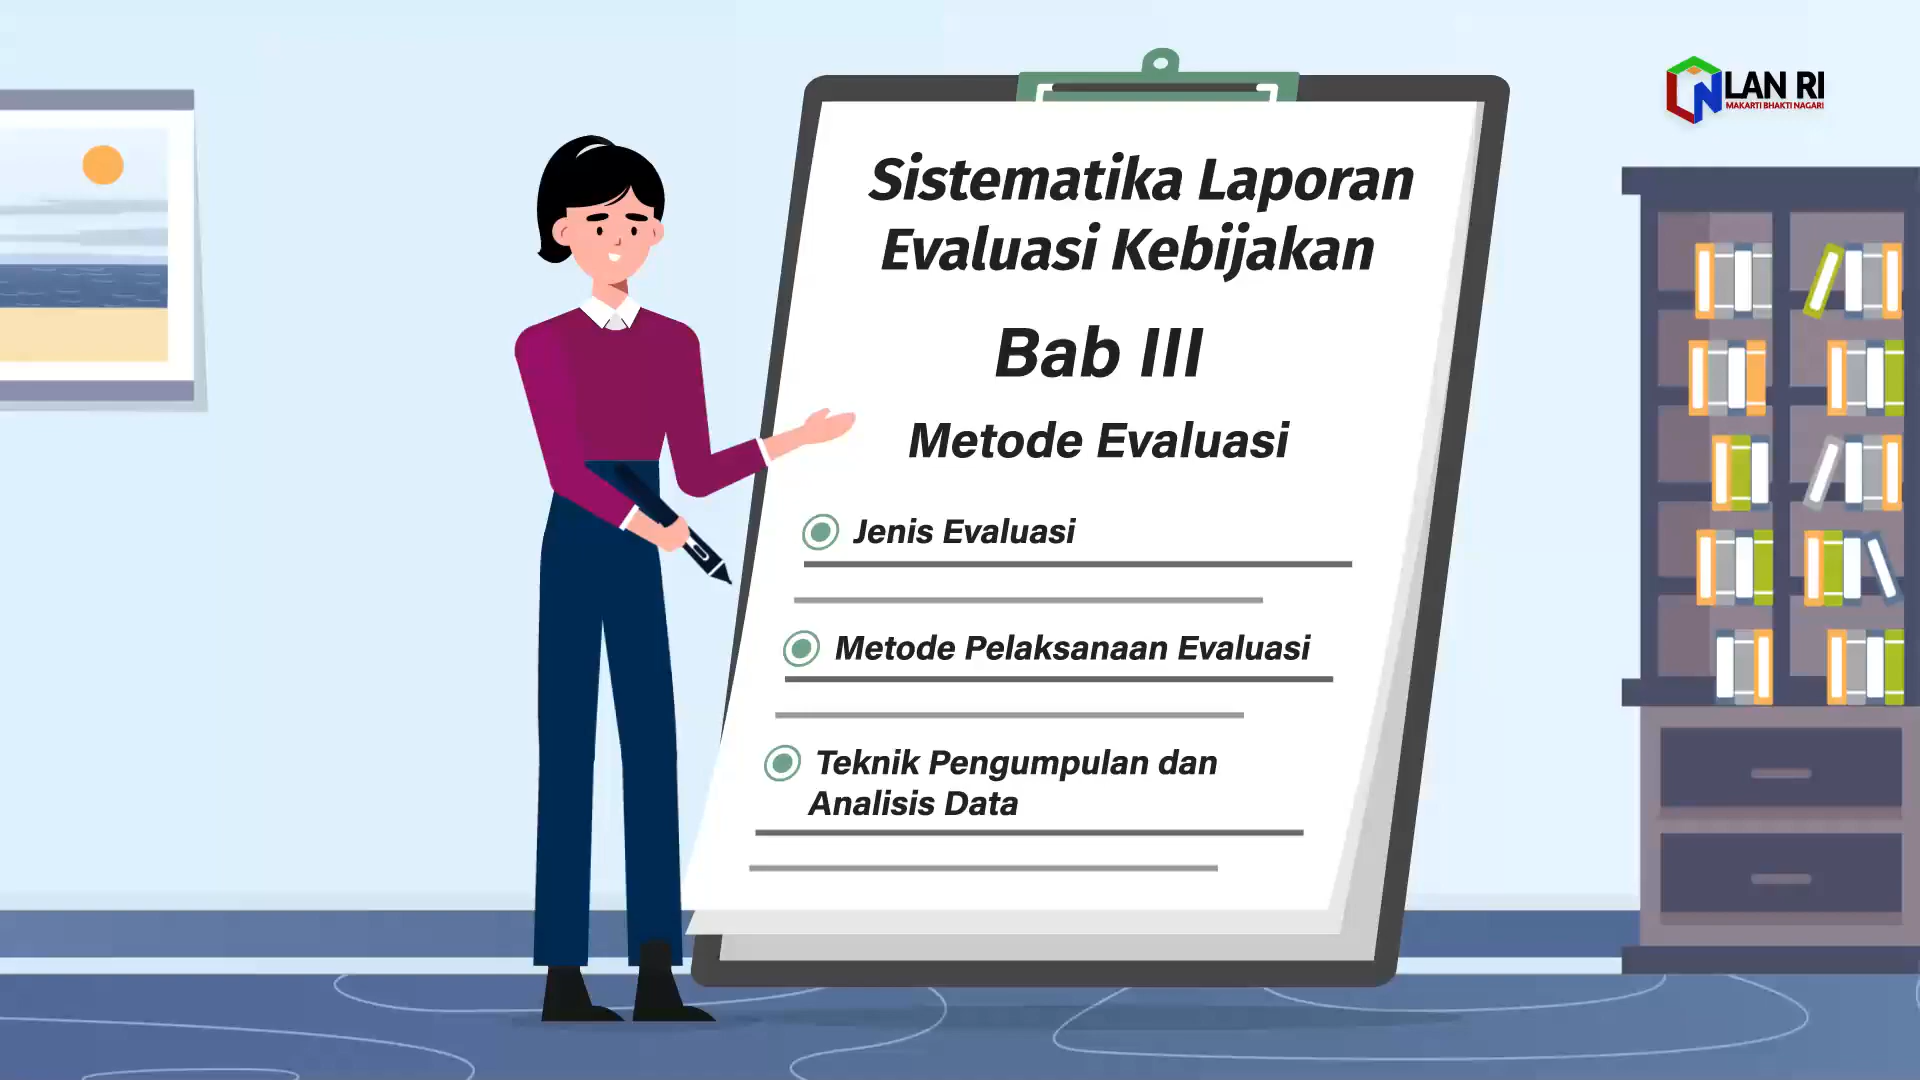 LAN RI
MAKARTI BHAKTI NAGARI
Sistematika Laporan
Evaluasi Kebijakan
Bab III
Metode Evaluasi
Jenis Evaluasi
Metode Pelaksanaan Evaluasi
Teknik Pengumpulan dan
Analisis Data